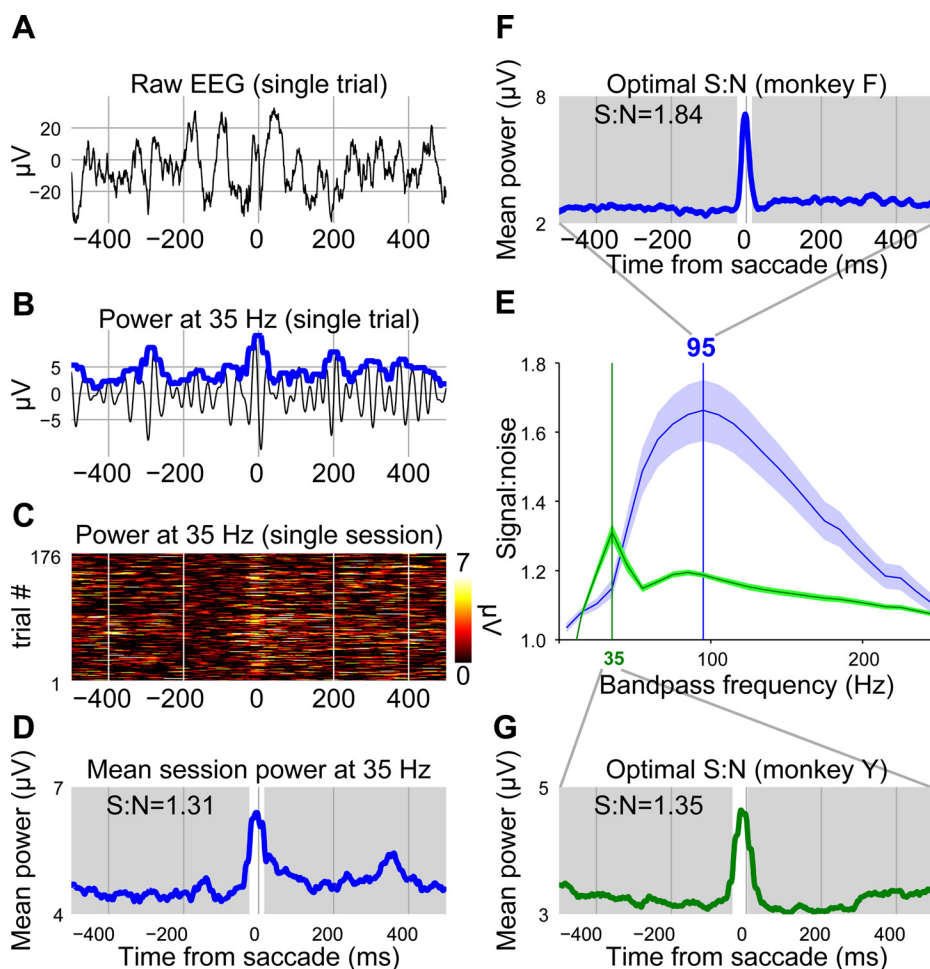 A
Raw EEG (single trial)
μV
20
0
−20
−400 −200 0 200 400
B
Power at 35 Hz (single trial)
μV
5
0
−5
−400 −200 0 200 400
C
Power at 35 Hz (single session)
trial #
176
1
7
0
μV
−400 −200 0 200 400
D
Mean session power at 35 Hz
Mean power (μV)
7
4
S:N=1.31
−400 −200 0 200 400
Time from saccade (ms)
F
Optimal S:N (monkey F)
Mean power (μV)
8
2
S:N=1.84
−400 −200 0 200 400
Time from saccade (ms)
E
95
Signal:noise
1.8
1.6
1.4
1.2
1.0
35 100 200
Bandpass frequency (Hz)
G
Optimal S:N (monkey Y)
Mean power (μV)
5
3
S:N=1.35
−400 −200 0 200 400
Time from saccade (ms)